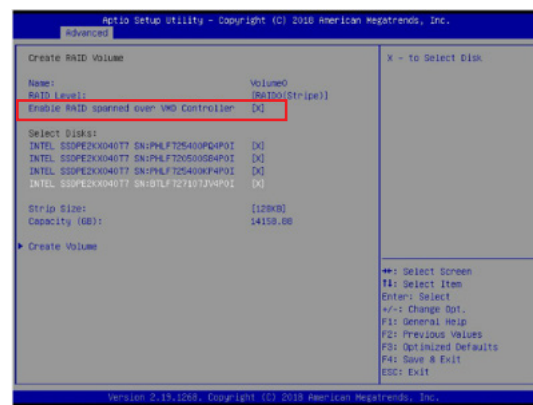 Aptio Setup Utility – Copyright (C) 2018 American Megatrends, Inc.
Advanced
Create RAID Volume
X – to Select Disk
Name: Volume0
RAID Level: [RAID0(Stripe)]
Enable RAID spanned over VMD Controller [X]
Select Disks:
INTEL SSDPE2KX040T7 SN:PHLF725400PQ4P0I [X]
INTEL SSDPE2KX040T7 SN:PHLF720500SB4P0I [X]
INTEL SSDPE2KX040T7 SN:PHLF725400KP4P0I [X]
INTEL SSDPE2KX040T7 SN:BTLF72710TJV4P0I [X]
Strip Size: [128KB]
Capacity (GB): 14158.08
Create Volume
→←: Select Screen
↑↓: Select Item
Enter: Select
+/-: Change Opt.
F1: General Help
F2: Previous Values
F3: Optimized Defaults
F4: Save & Exit
ESC: Exit
Version 2.19.1268. Copyright (C) 2018 American Megatrends, Inc.